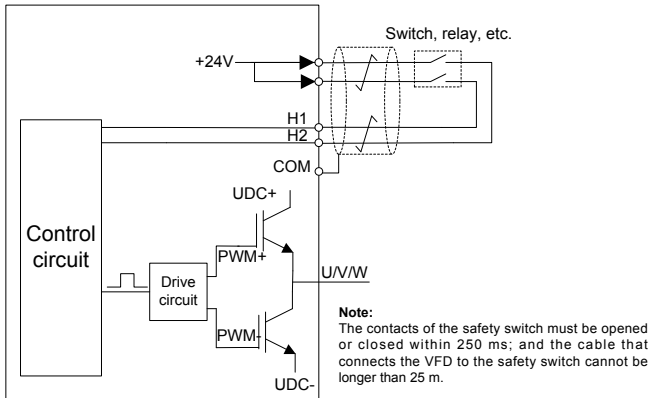 Switch, relay, etc.
+24V
H1
H2
COM
UDC+
Control
circuit
PWM+
Drive
circuit
U/V/W
PWM-
UDC-
Note:
The contacts of the safety switch must be opened
or closed within 250 ms; and the cable that
connects the VFD to the safety switch cannot be
longer than 25 m.